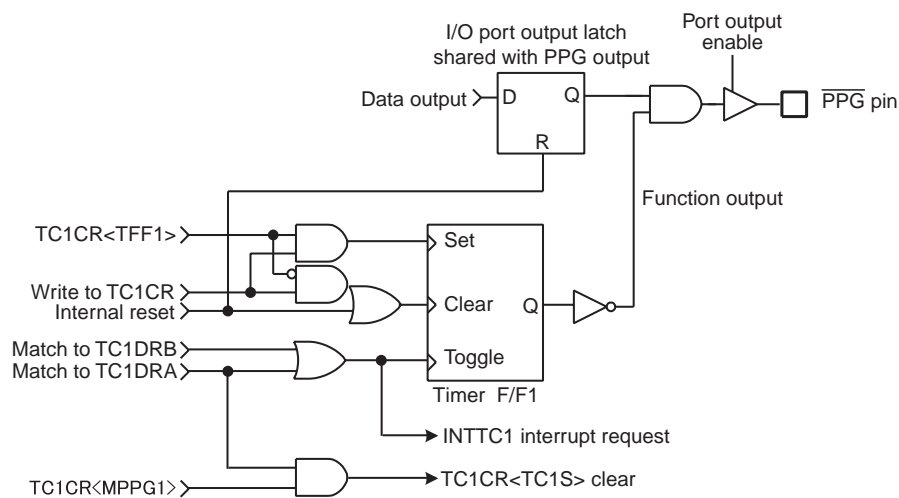 I/O port output latch
shared with PPG output
Port output
enable
Data output
D
Q
R
PPG pin
Function output
TC1CR<TFF1>
Set
Write to TC1CR
Internal reset
Clear
Q
Match to TC1DRB
Match to TC1DRA
Toggle
Timer F/F1
INTTC1 interrupt request
TC1CR<TC1S> clear
TC1CR<MPPG1>